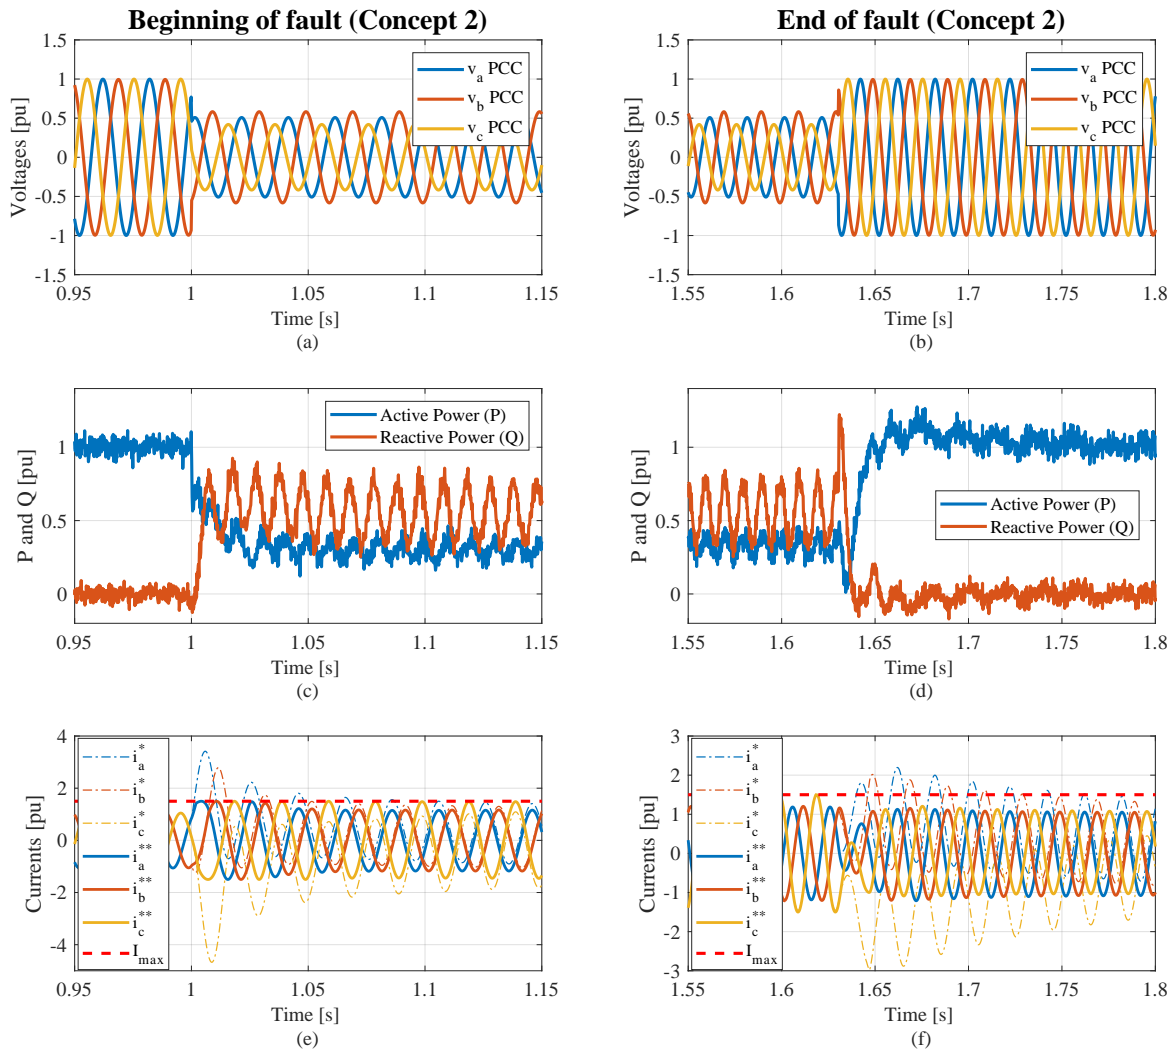 Beginning of fault (Concept 2)
1.5
1
0.5
0
-0.5
-1
-1.5
Voltages [pu]
v_a PCC
v_b PCC
v_c PCC
0.95
1
1.05
1.1
1.15
Time [s]
(a)
End of fault (Concept 2)
1.5
1
0.5
0
-0.5
-1
-1.5
Voltages [pu]
v_a PCC
v_b PCC
v_c PCC
1.55
1.6
1.65
1.7
1.75
1.8
Time [s]
(b)
1
0.5
0
P and Q [pu]
Active Power (P)
Reactive Power (Q)
0.95
1
1.05
1.1
1.15
Time [s]
(c)
1
0.5
0
P and Q [pu]
Active Power (P)
Reactive Power (Q)
1.55
1.6
1.65
1.7
1.75
1.8
Time [s]
(d)
4
2
0
-2
-4
Currents [pu]
i_a^*
i_b^*
i_c^*
i_a^**
i_b^**
i_c^**
I_max
0.95
1
1.05
1.1
1.15
Time [s]
(e)
3
2
1
0
-1
-2
-3
Currents [pu]
i_a^*
i_b^*
i_c^*
i_a^**
i_b^**
i_c^**
I_max
1.55
1.6
1.65
1.7
1.75
1.8
Time [s]
(f)